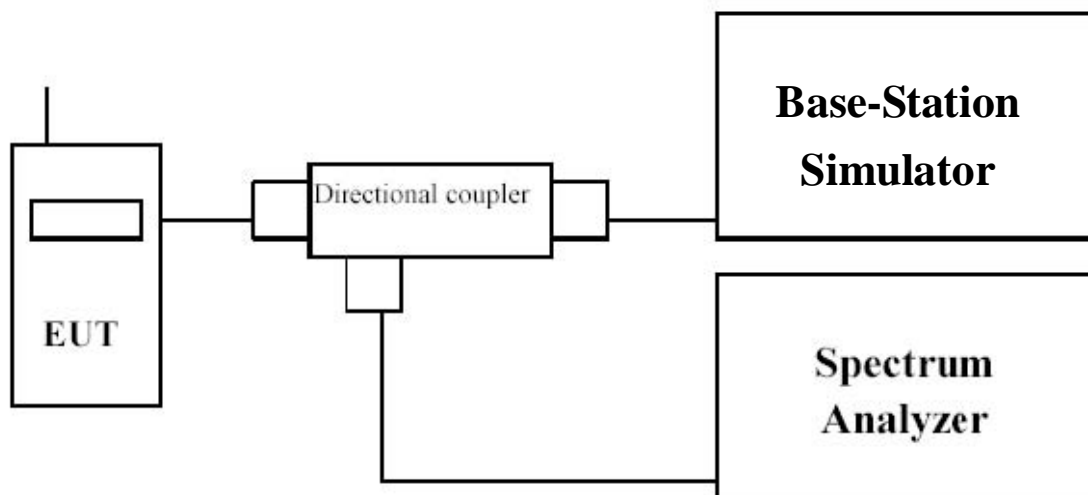 Base-Station
Simulator
Directional coupler
EUT
Spectrum
Analyzer